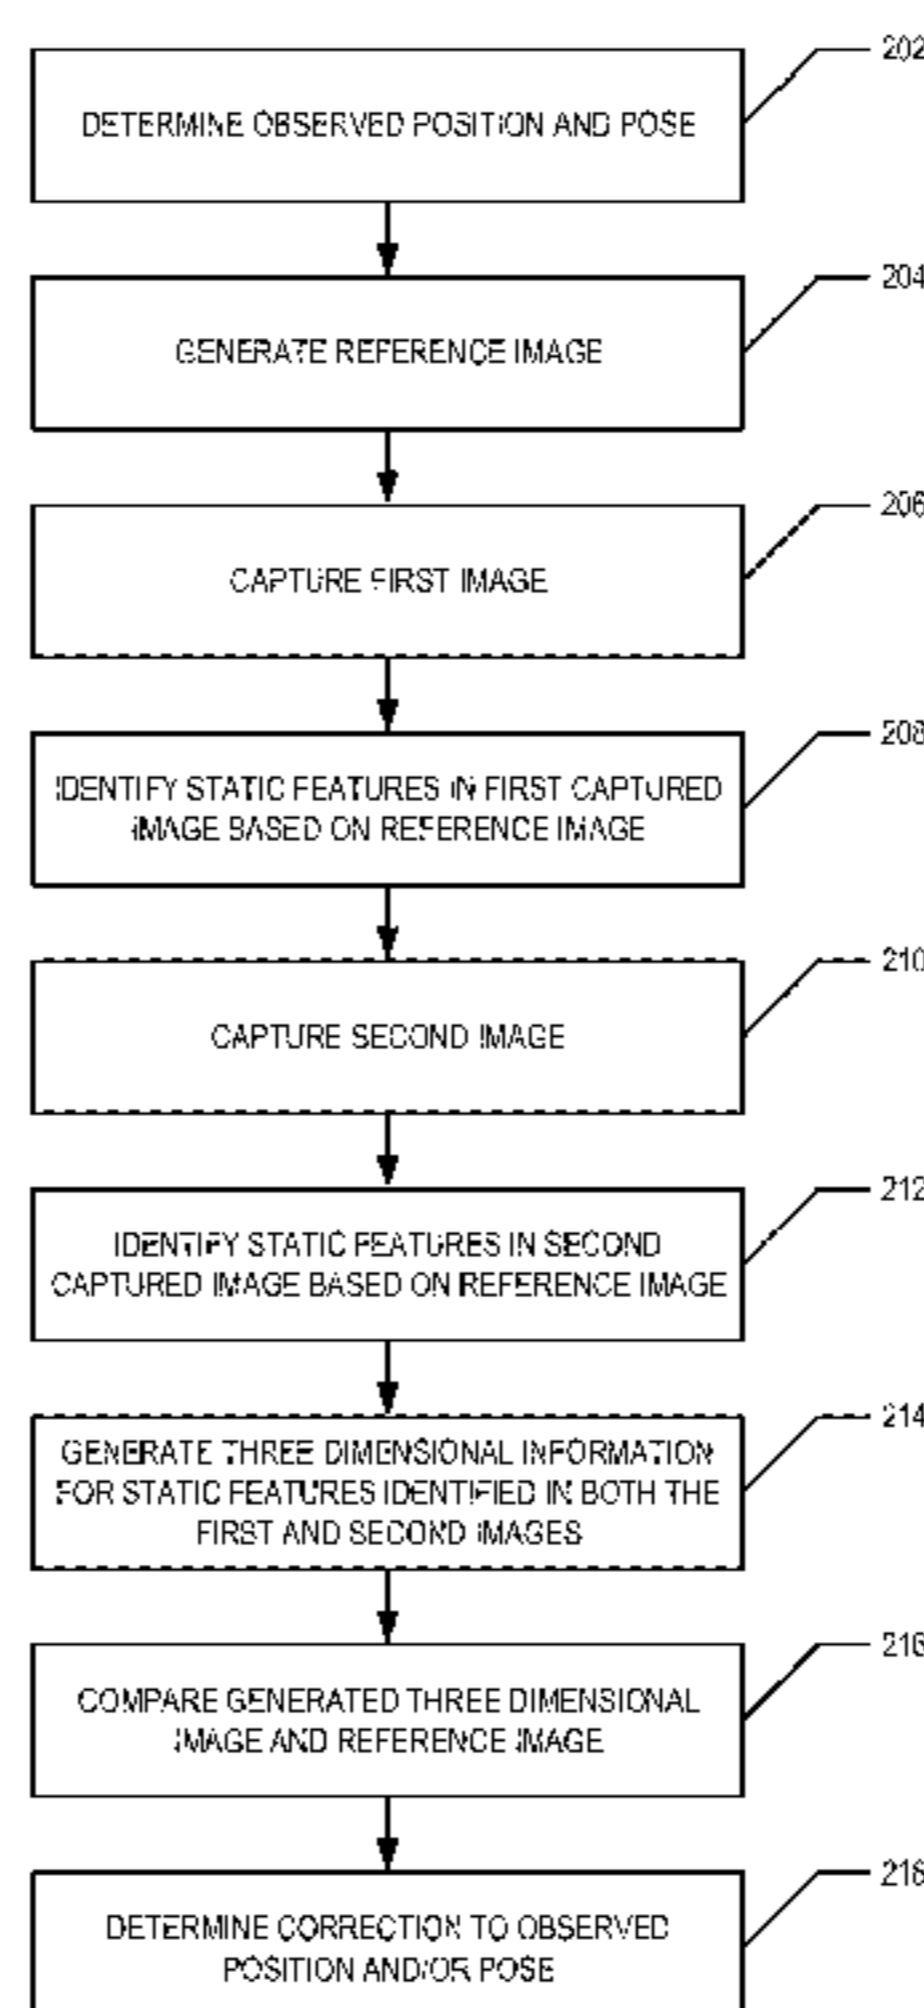 202
DETERMINE OBSERVED POSITION AND POSE
204
GENERATE REFERENCE IMAGE
206
CAPTURE FIRST IMAGE
208
IDENTIFY STATIC FEATURES IN FIRST CAPTURED
IMAGE BASED ON REFERENCE IMAGE
210
CAPTURE SECOND IMAGE
212
IDENTIFY STATIC FEATURES IN SECOND
CAPTURED IMAGE BASED ON REFERENCE IMAGE
214
GENERATE THREE DIMENSIONAL INFORMATION
FOR STATIC FEATURES IDENTIFIED IN BOTH THE
FIRST AND SECOND IMAGES
216
COMPARE GENERATED THREE DIMENSIONAL
IMAGE AND REFERENCE IMAGE
218
DETERMINE CORRECTION TO OBSERVED
POSITION AND/OR POSE